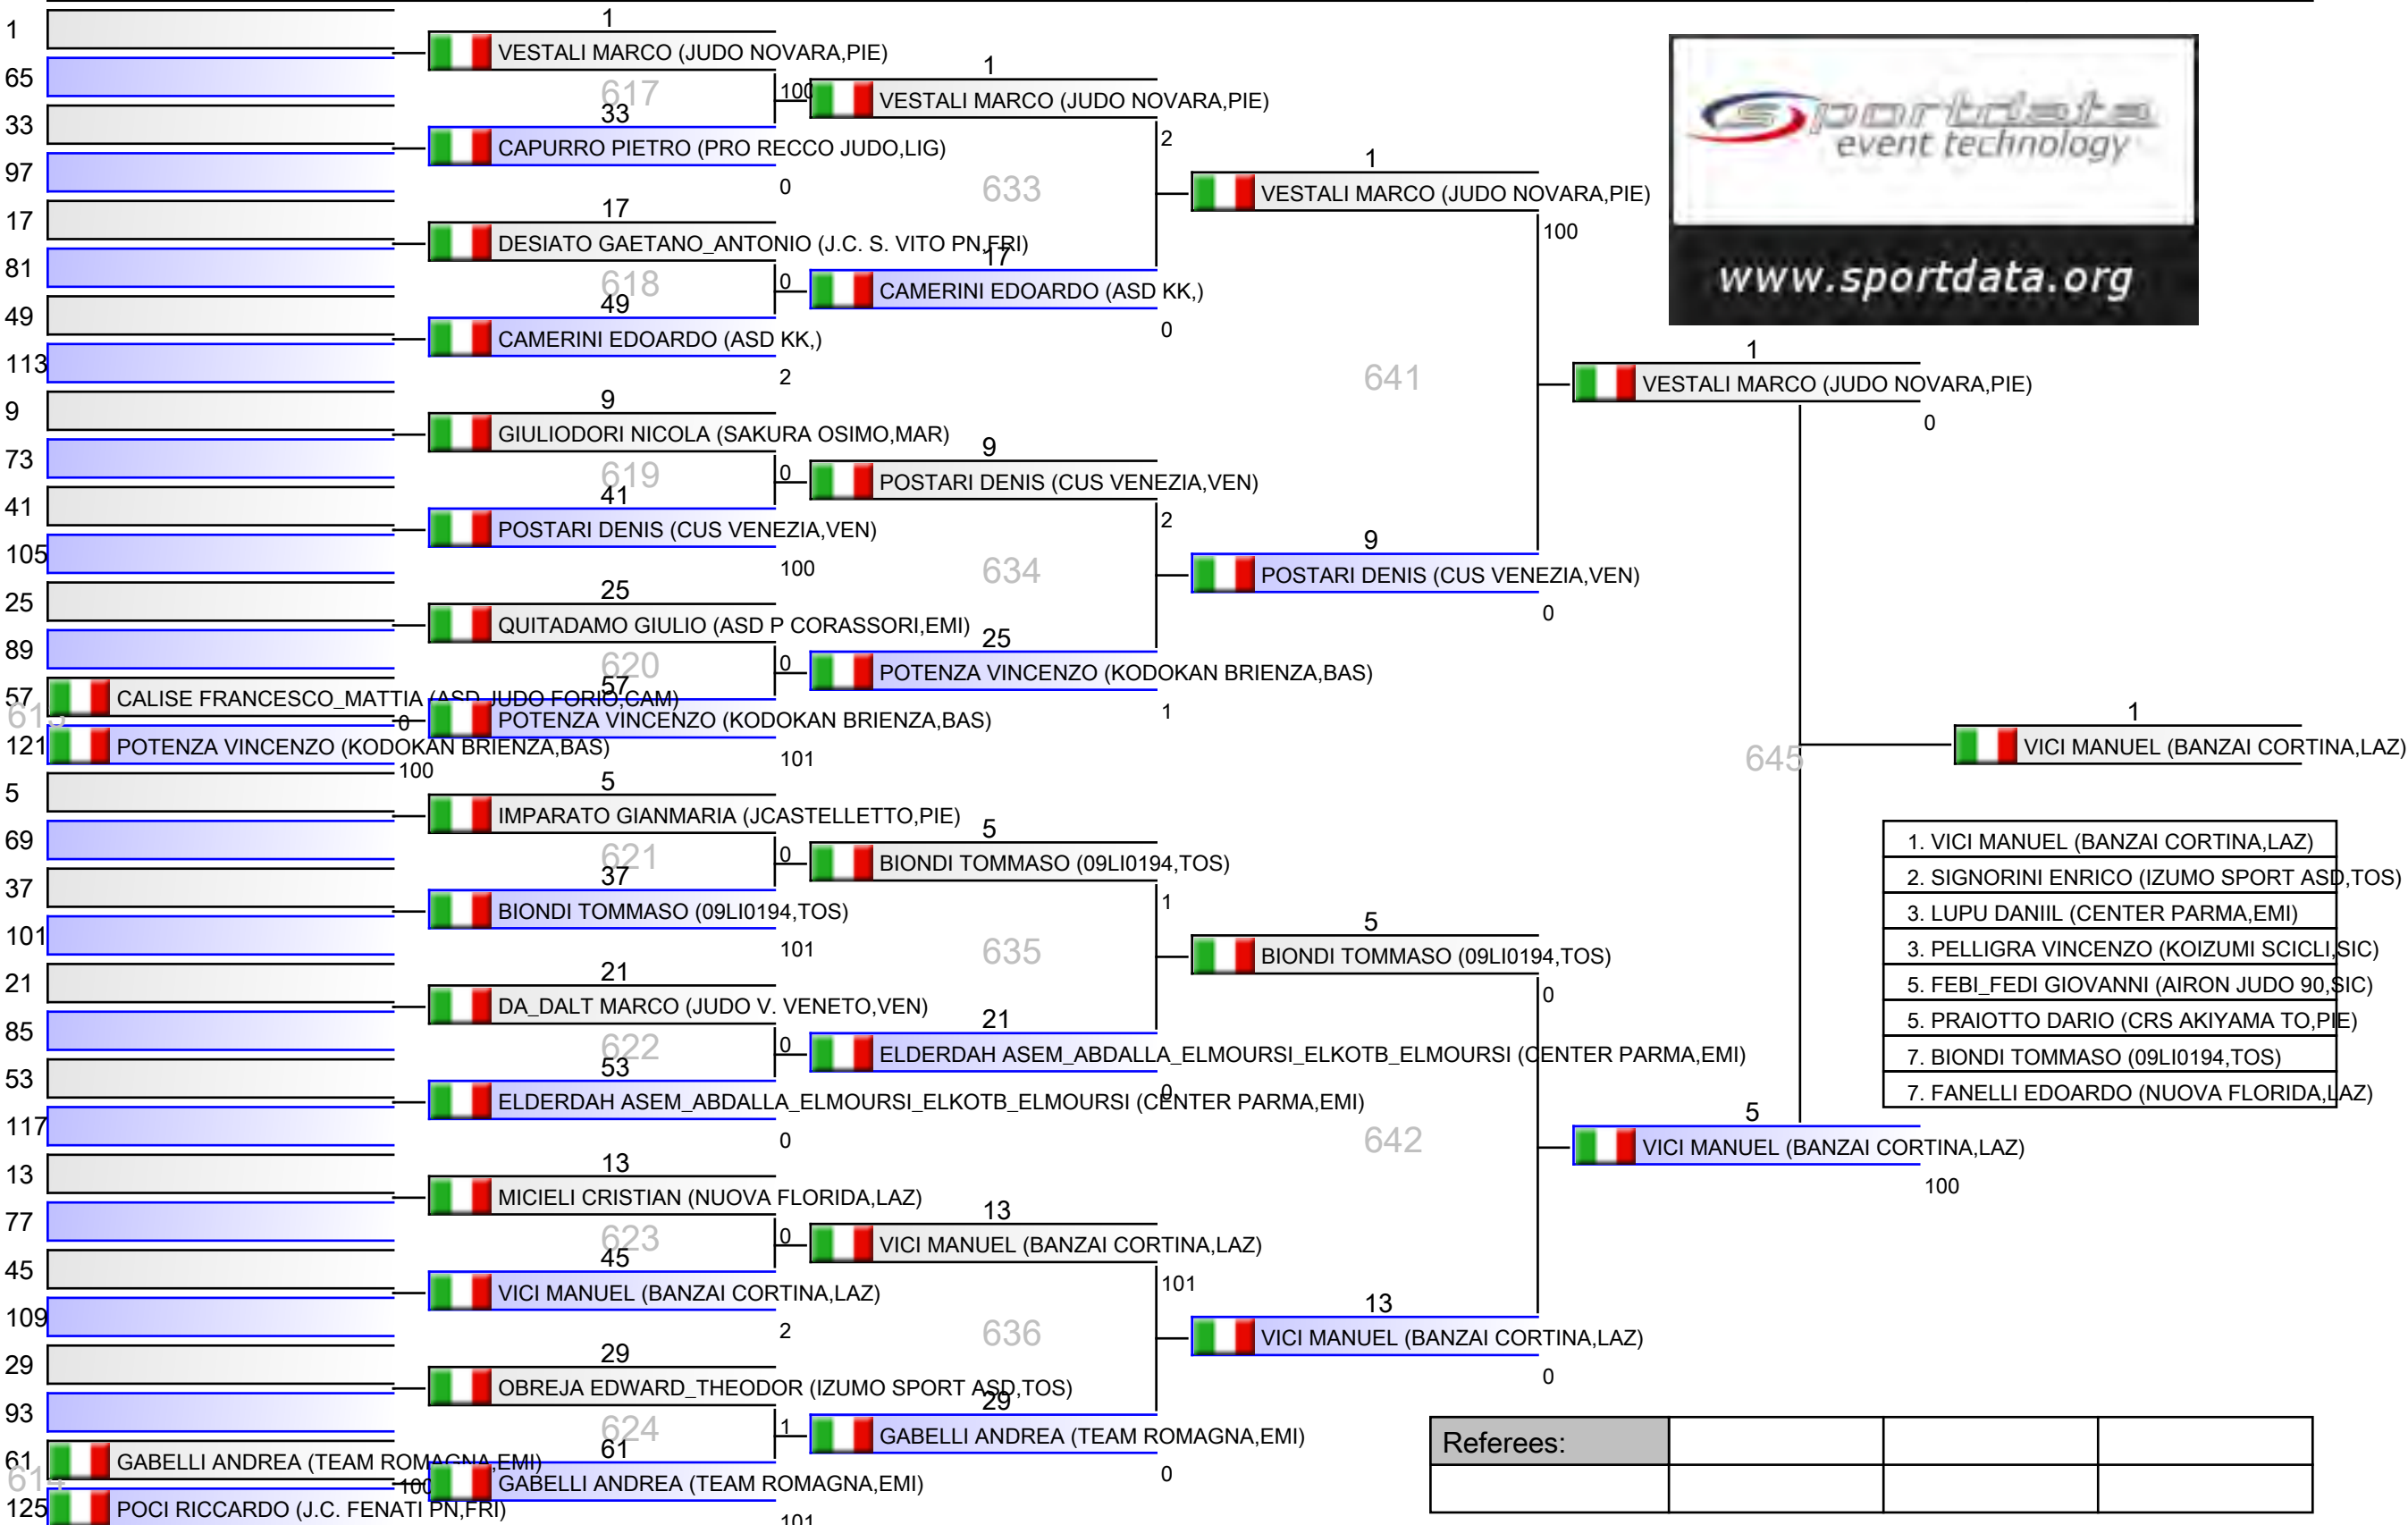 1
65
33
97
17
81
49
113
9
73
41
105
25
89
57
CALISE FRANCESCO_MATTIA (ASD JUDO FORIO,CAM)
0
121
POTENZA VINCENZO (KODOKAN BRIENZA,BAS)
100
5
69
37
101
21
85
53
117
13
77
45
109
29
93
61
GABELLI ANDREA (TEAM ROMAGNA,EMI)
100
125
POCI RICCARDO (J.C. FENATI PN,FRI)
1
VESTALI MARCO (JUDO NOVARA,PIE)
617
100
33
CAPURRO PIETRO (PRO RECCO JUDO,LIG)
0
17
DESIATO GAETANO_ANTONIO (J.C. S. VITO PN,FRI)
618
0
49
CAMERINI EDOARDO (ASD KK,)
2
9
GIULIODORI NICOLA (SAKURA OSIMO,MAR)
619
0
41
POSTARI DENIS (CUS VENEZIA,VEN)
100
25
QUITADAMO GIULIO (ASD P CORASSORI,EMI)
620
0
57
POTENZA VINCENZO (KODOKAN BRIENZA,BAS)
101
5
IMPARATO GIANMARIA (JCASTELLETTO,PIE)
621
0
37
BIONDI TOMMASO (09LI0194,TOS)
101
21
DA_DALT MARCO (JUDO V. VENETO,VEN)
622
0
53
ELDERDAH ASEM_ABDALLA_ELMOURSI_ELKOTB_ELMOURSI (CENTER PARMA,EMI)
0
13
MICIELI CRISTIAN (NUOVA FLORIDA,LAZ)
623
0
45
VICI MANUEL (BANZAI CORTINA,LAZ)
2
29
OBREJA EDWARD_THEODOR (IZUMO SPORT ASD,TOS)
624
1
61
GABELLI ANDREA (TEAM ROMAGNA,EMI)
101
1
VESTALI MARCO (JUDO NOVARA,PIE)
2
633
17
CAMERINI EDOARDO (ASD KK,)
0
9
POSTARI DENIS (CUS VENEZIA,VEN)
2
634
25
POTENZA VINCENZO (KODOKAN BRIENZA,BAS)
1
5
BIONDI TOMMASO (09LI0194,TOS)
1
635
21
ELDERDAH ASEM_ABDALLA_ELMOURSI_ELKOTB_ELMOURSI (CENTER PARMA,EMI)
0
13
VICI MANUEL (BANZAI CORTINA,LAZ)
101
636
29
GABELLI ANDREA (TEAM ROMAGNA,EMI)
0
1
VESTALI MARCO (JUDO NOVARA,PIE)
100
641
9
POSTARI DENIS (CUS VENEZIA,VEN)
0
5
BIONDI TOMMASO (09LI0194,TOS)
0
642
13
VICI MANUEL (BANZAI CORTINA,LAZ)
0
sportdata
event technology
www.sportdata.org
1
VESTALI MARCO (JUDO NOVARA,PIE)
0
645
5
VICI MANUEL (BANZAI CORTINA,LAZ)
100
1
VICI MANUEL (BANZAI CORTINA,LAZ)
1. VICI MANUEL (BANZAI CORTINA,LAZ)
2. SIGNORINI ENRICO (IZUMO SPORT ASD,TOS)
3. LUPU DANIIL (CENTER PARMA,EMI)
3. PELLIGRA VINCENZO (KOIZUMI SCICLI,SIC)
5. FEBI_FEDI GIOVANNI (AIRON JUDO 90,SIC)
5. PRAIOTTO DARIO (CRS AKIYAMA TO,PIE)
7. BIONDI TOMMASO (09LI0194,TOS)
7. FANELLI EDOARDO (NUOVA FLORIDA,LAZ)
Referees: